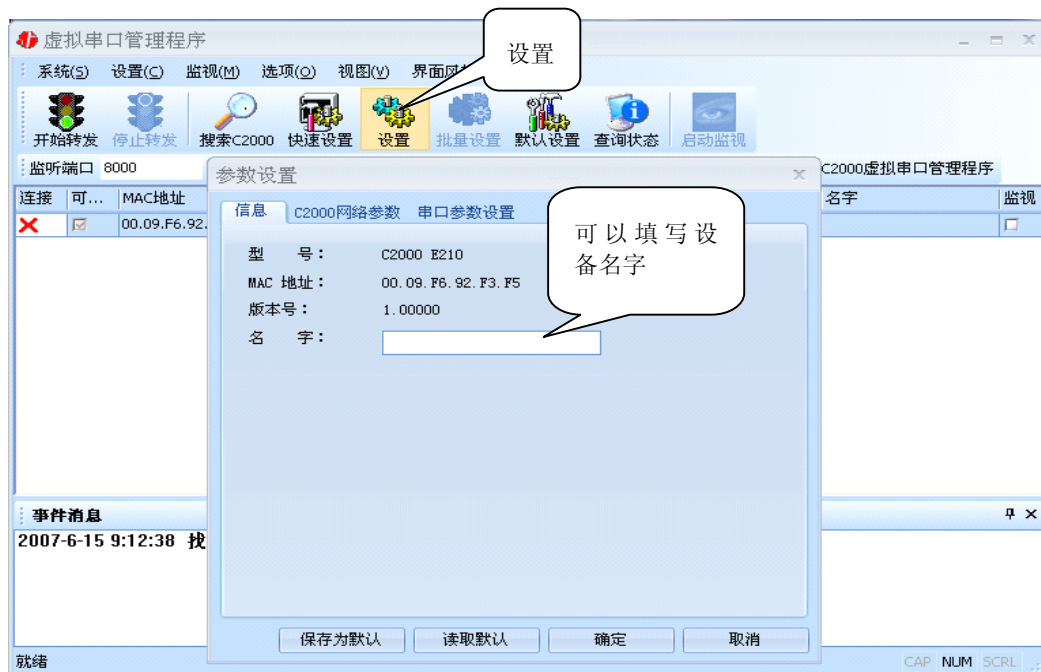 设置
虚拟串口管理程序
系统(S) 设置(C) 监视(M) 选项(O) 视图(V) 界面风
开始转发 停止转发 搜索C2000 快速设置 设置 批量设置 默认设置 查询状态 启动监视
监听端口 8000 C2000虚拟串口管理程序
连接 可... MAC地址 名字 监视
00.09.F6.92.
参数设置
信息 C2000网络参数 串口参数设置
可以填写设
备名字
型 号: C2000 E210
MAC 地址: 00.09.F6.92.F3.F5
版本号: 1.00000
名 字:
事件消息
2007-6-15 9:12:38 找
保存为默认 读取默认 确定 取消
就绪 CAP NUM SCRL